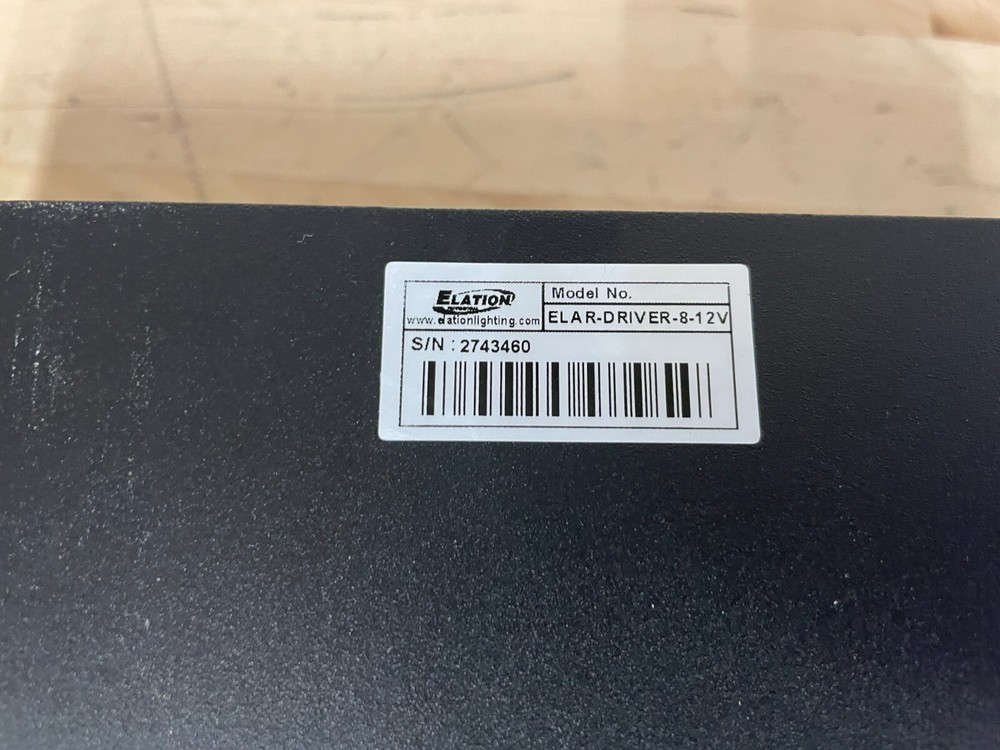 ELATION
Model No.
www.elationlighting.com
ELAR-DRIVER-8-12V
S/N : 2743460